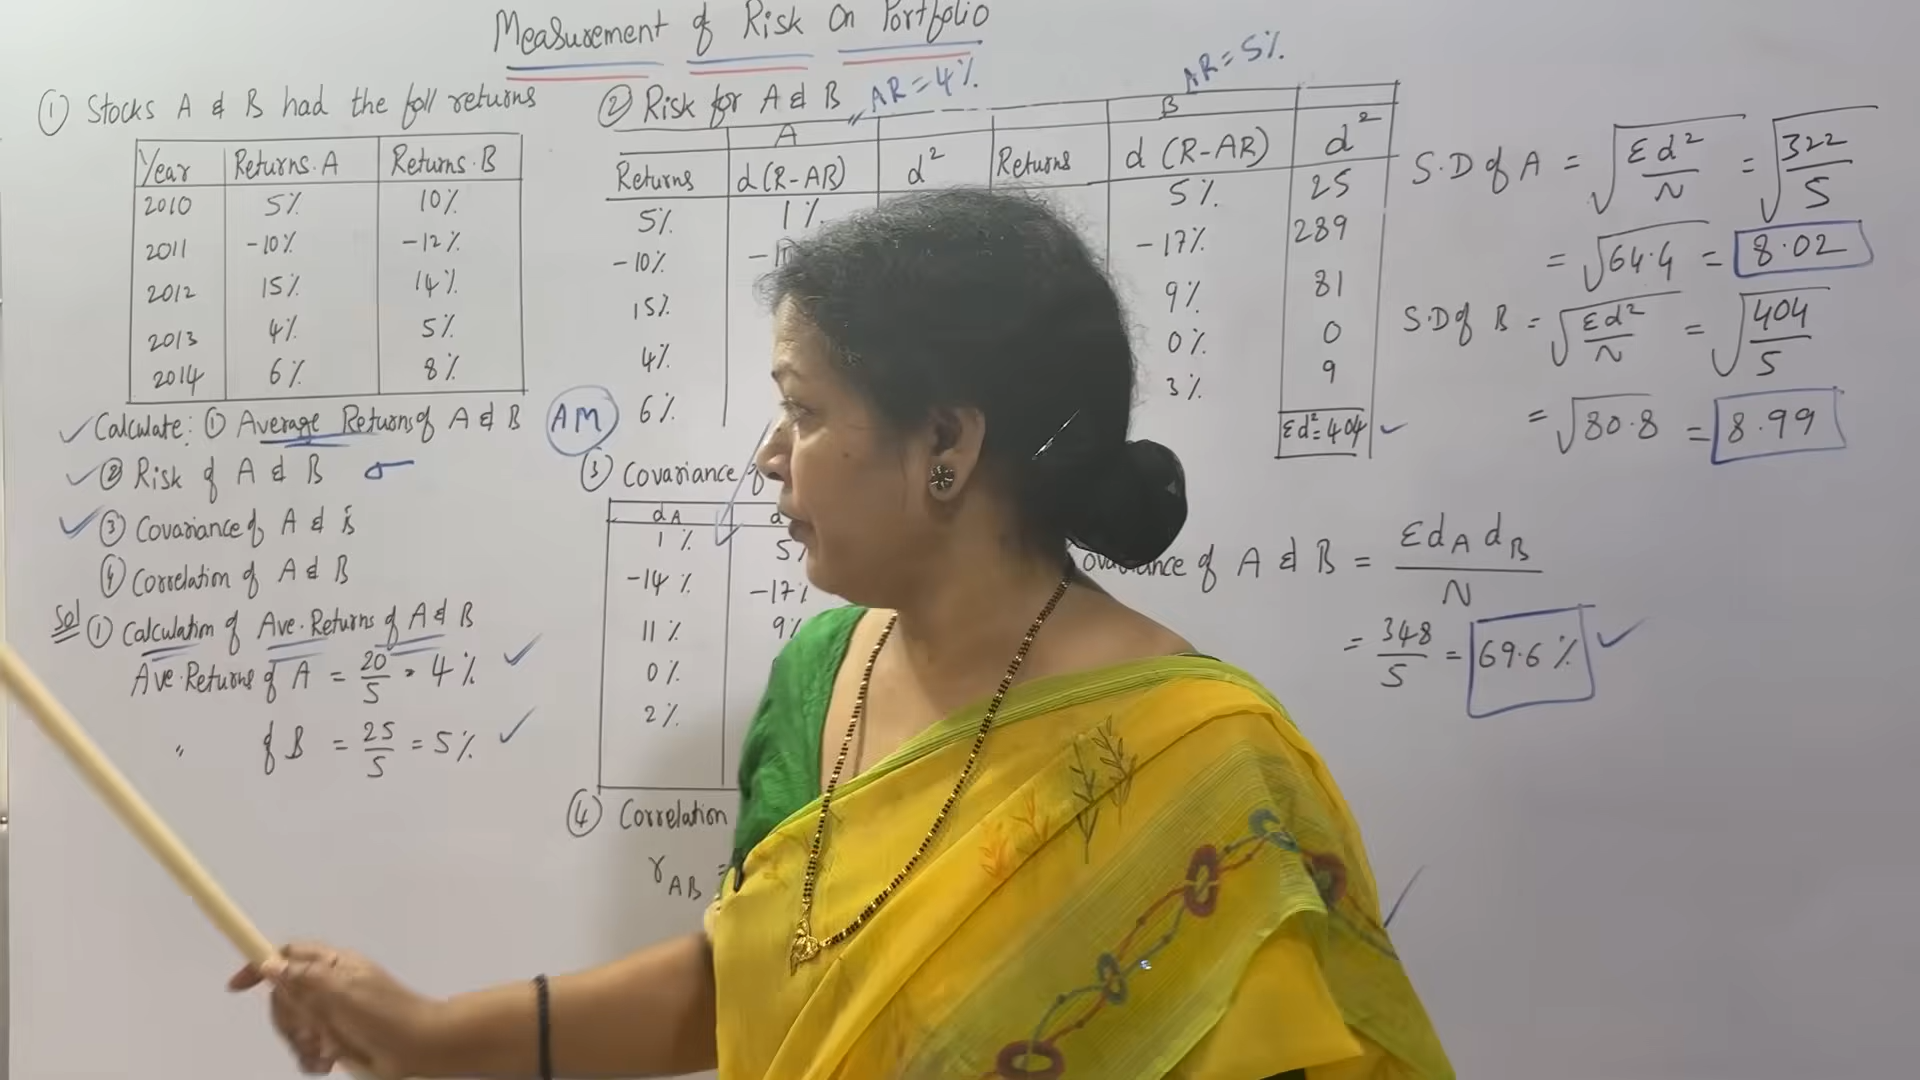 Measurement of Risk on Portfolio
① Stocks A & B had the foll returns
Year Returns.A Returns.B
2010 5% 10%
2011 -10% -12%
2012 15% 14%
2013 4% 5%
2014 6% 8%
Calculate: ① Average Returns of A & B
② Risk of A & B σ
③ Covariance of A & B
④ Correlation of A & B
Sol ① Calculation of Ave. Returns of A & B
Ave. Returns of A = 20/5 = 4%
" of B = 25/5 = 5%
② Risk for A & B AR = 4% AR = 5%
A B
Returns d(R-AR) d² Returns d(R-AR) d²
5% 1% 5% 25
-10% -17% 289
15% 9% 81
4% 0% 0
6% 3% 9
Σd²=404
AM
③ Covariance of
dA
1% 5%
-14% -17%
11% 9%
0%
2%
④ Correlation
r AB =
S.D of A = √Σd²/N = √322/5
= √64.4 = 8.02
S.D of B = √Σd²/N = √404/5
= √80.8 = 8.99
of A & B = Σ dA dB / N
= 348/5 = 69.6%